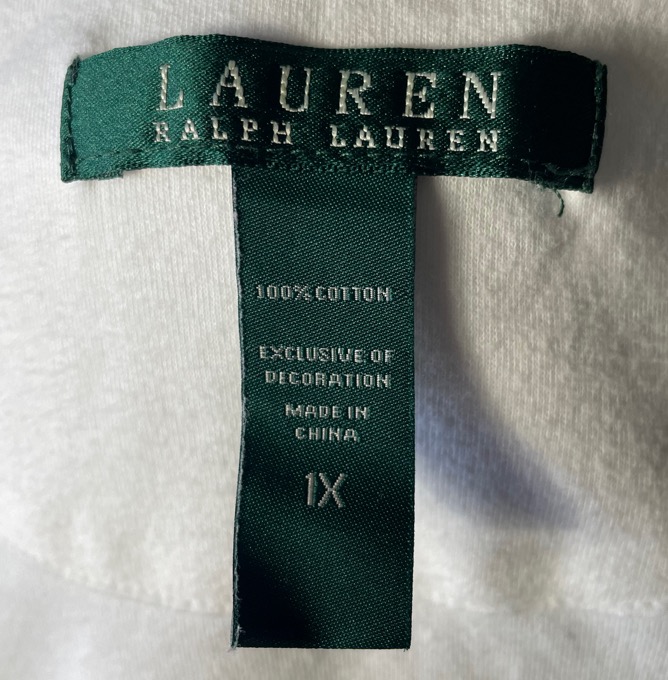 LAUREN
RALPH LAUREN
100% COTTON
EXCLUSIVE OF
DECORATION
MADE IN
CHINA
1X